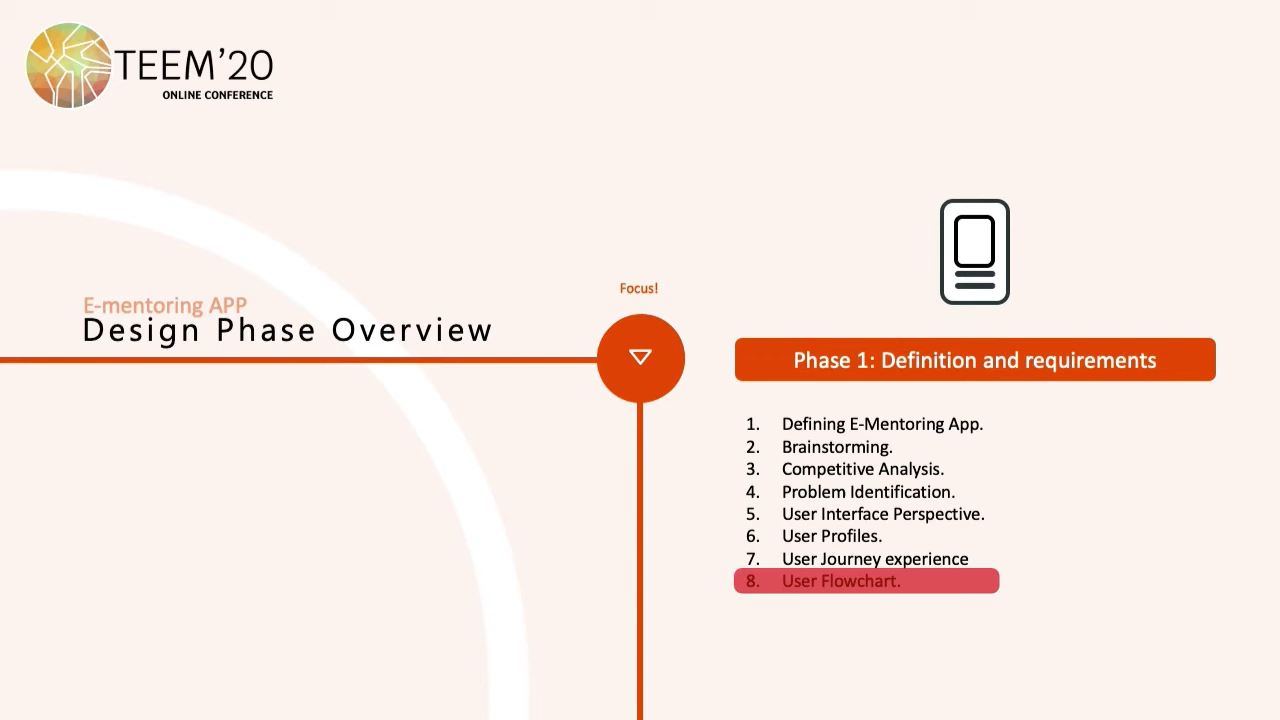 TEEM’20
ONLINE CONFERENCE
E-mentoring APP
Design Phase Overview
Focus!
Phase 1: Definition and requirements
1. Defining E-Mentoring App.
2. Brainstorming.
3. Competitive Analysis.
4. Problem Identification.
5. User Interface Perspective.
6. User Profiles.
7. User Journey experience
8. User Flowchart.